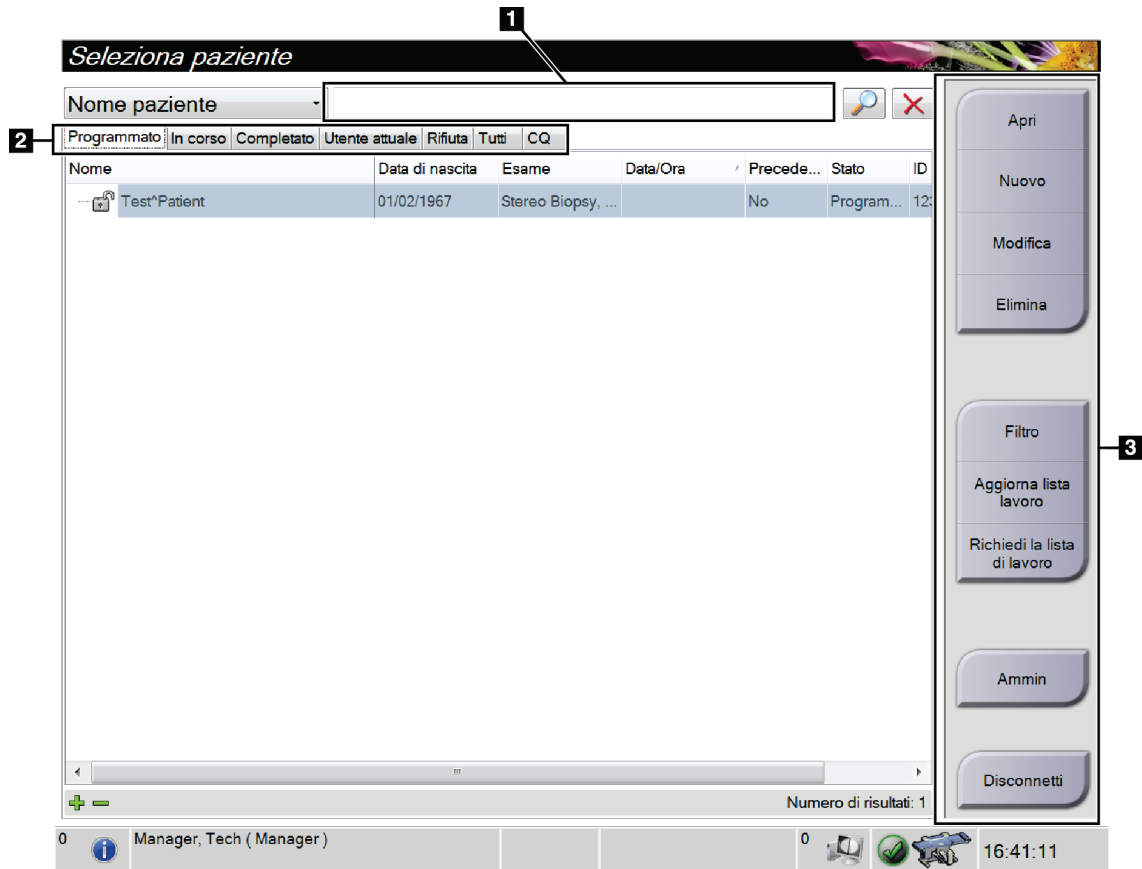 1
Seleziona paziente
Nome paziente
2
Programmato In corso Completato Utente attuale Rifiuta Tutti CQ
Nome Data di nascita Esame Data/Ora Precede... Stato ID
Test^Patient 01/02/1967 Stereo Biopsy, ... No Program... 123
Apri
Nuovo
Modifica
Elimina
Filtro
3
Aggiorna lista
lavoro
Richiedi la lista
di lavoro
Ammin
Disconnetti
Numero di risultati: 1
0 Manager, Tech ( Manager ) 0 16:41:11